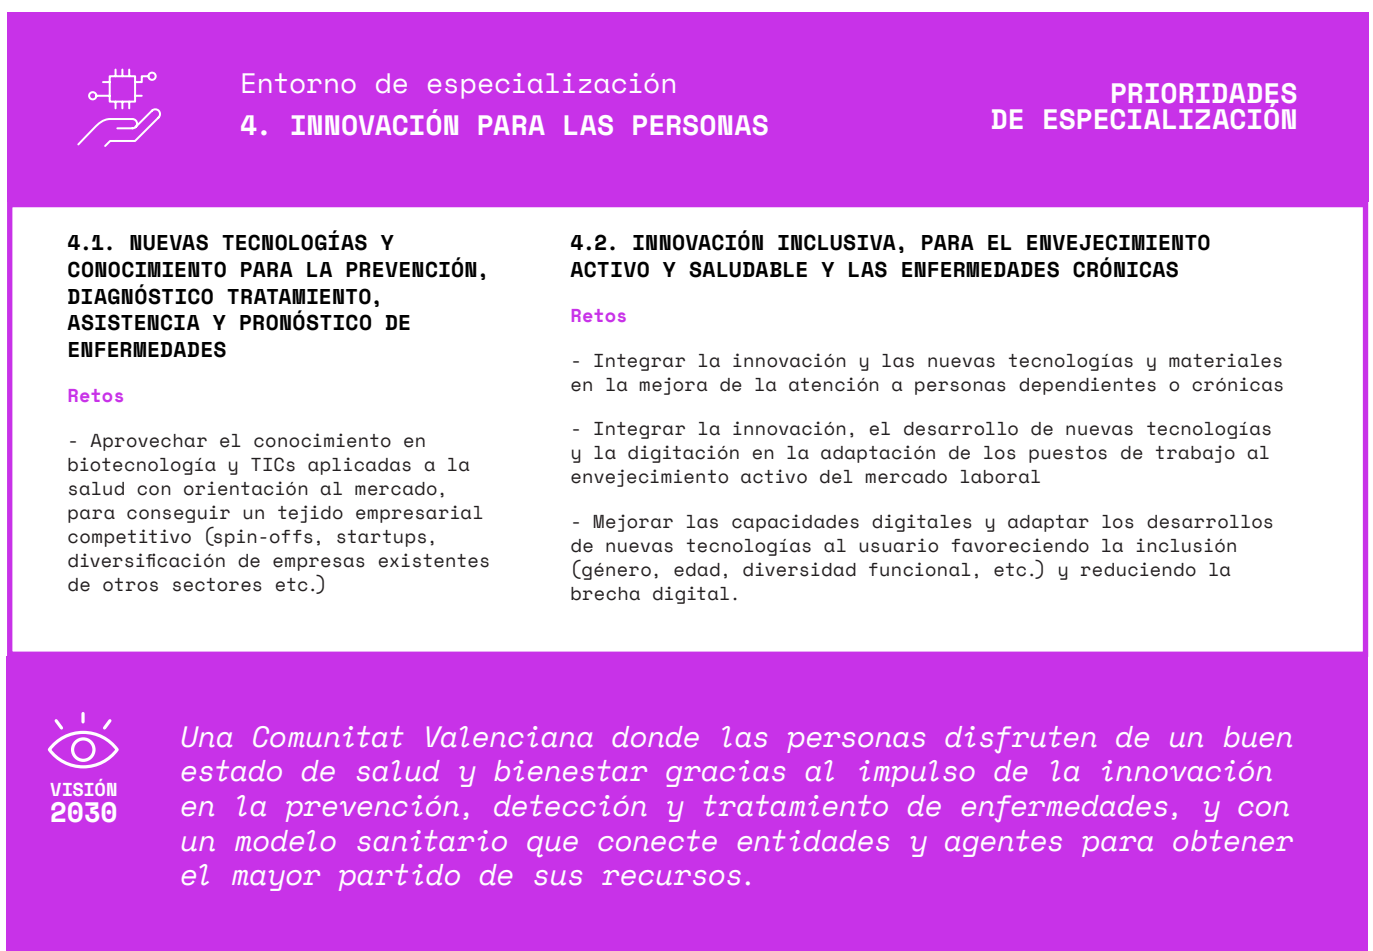 Entorno de especialización
4. INNOVACIÓN PARA LAS PERSONAS
PRIORIDADES
DE ESPECIALIZACIÓN
4.1. NUEVAS TECNOLOGÍAS Y
CONOCIMIENTO PARA LA PREVENCIÓN,
DIAGNÓSTICO TRATAMIENTO,
ASISTENCIA Y PRONÓSTICO DE
ENFERMEDADES
Retos
- Aprovechar el conocimiento en
biotecnología y TICs aplicadas a la
salud con orientación al mercado,
para conseguir un tejido empresarial
competitivo (spin-offs, startups,
diversificación de empresas existentes
de otros sectores etc.)
4.2. INNOVACIÓN INCLUSIVA, PARA EL ENVEJECIMIENTO
ACTIVO Y SALUDABLE Y LAS ENFERMEDADES CRÓNICAS
Retos
- Integrar la innovación y las nuevas tecnologías y materiales
en la mejora de la atención a personas dependientes o crónicas
- Integrar la innovación, el desarrollo de nuevas tecnologías
y la digitación en la adaptación de los puestos de trabajo al
envejecimiento activo del mercado laboral
- Mejorar las capacidades digitales y adaptar los desarrollos
de nuevas tecnologías al usuario favoreciendo la inclusión
(género, edad, diversidad funcional, etc.) y reduciendo la
brecha digital.
VISIÓN
2030
Una Comunitat Valenciana donde las personas disfruten de un buen
estado de salud y bienestar gracias al impulso de la innovación
en la prevención, detección y tratamiento de enfermedades, y con
un modelo sanitario que conecte entidades y agentes para obtener
el mayor partido de sus recursos.